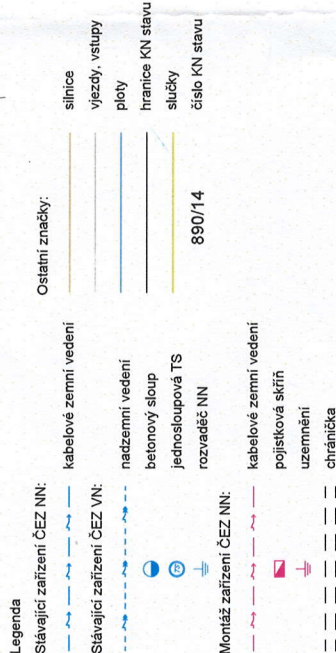 Legenda
Stávající zařízení ČEZ NN:
kabelové zemní vedení
Stávající zařízení ČEZ VN:
nadzemní vedení
betonový sloup
jednosloupová TS
rozvaděč NN
Montáž zařízení ČEZ NN:
kabelové zemní vedení
pojistková skříň
uzemnění
chránička
Ostatní značky:
silnice
vjezdy, vstupy
ploty
hranice KN stavu
slučky
890/14 číslo KN stavu